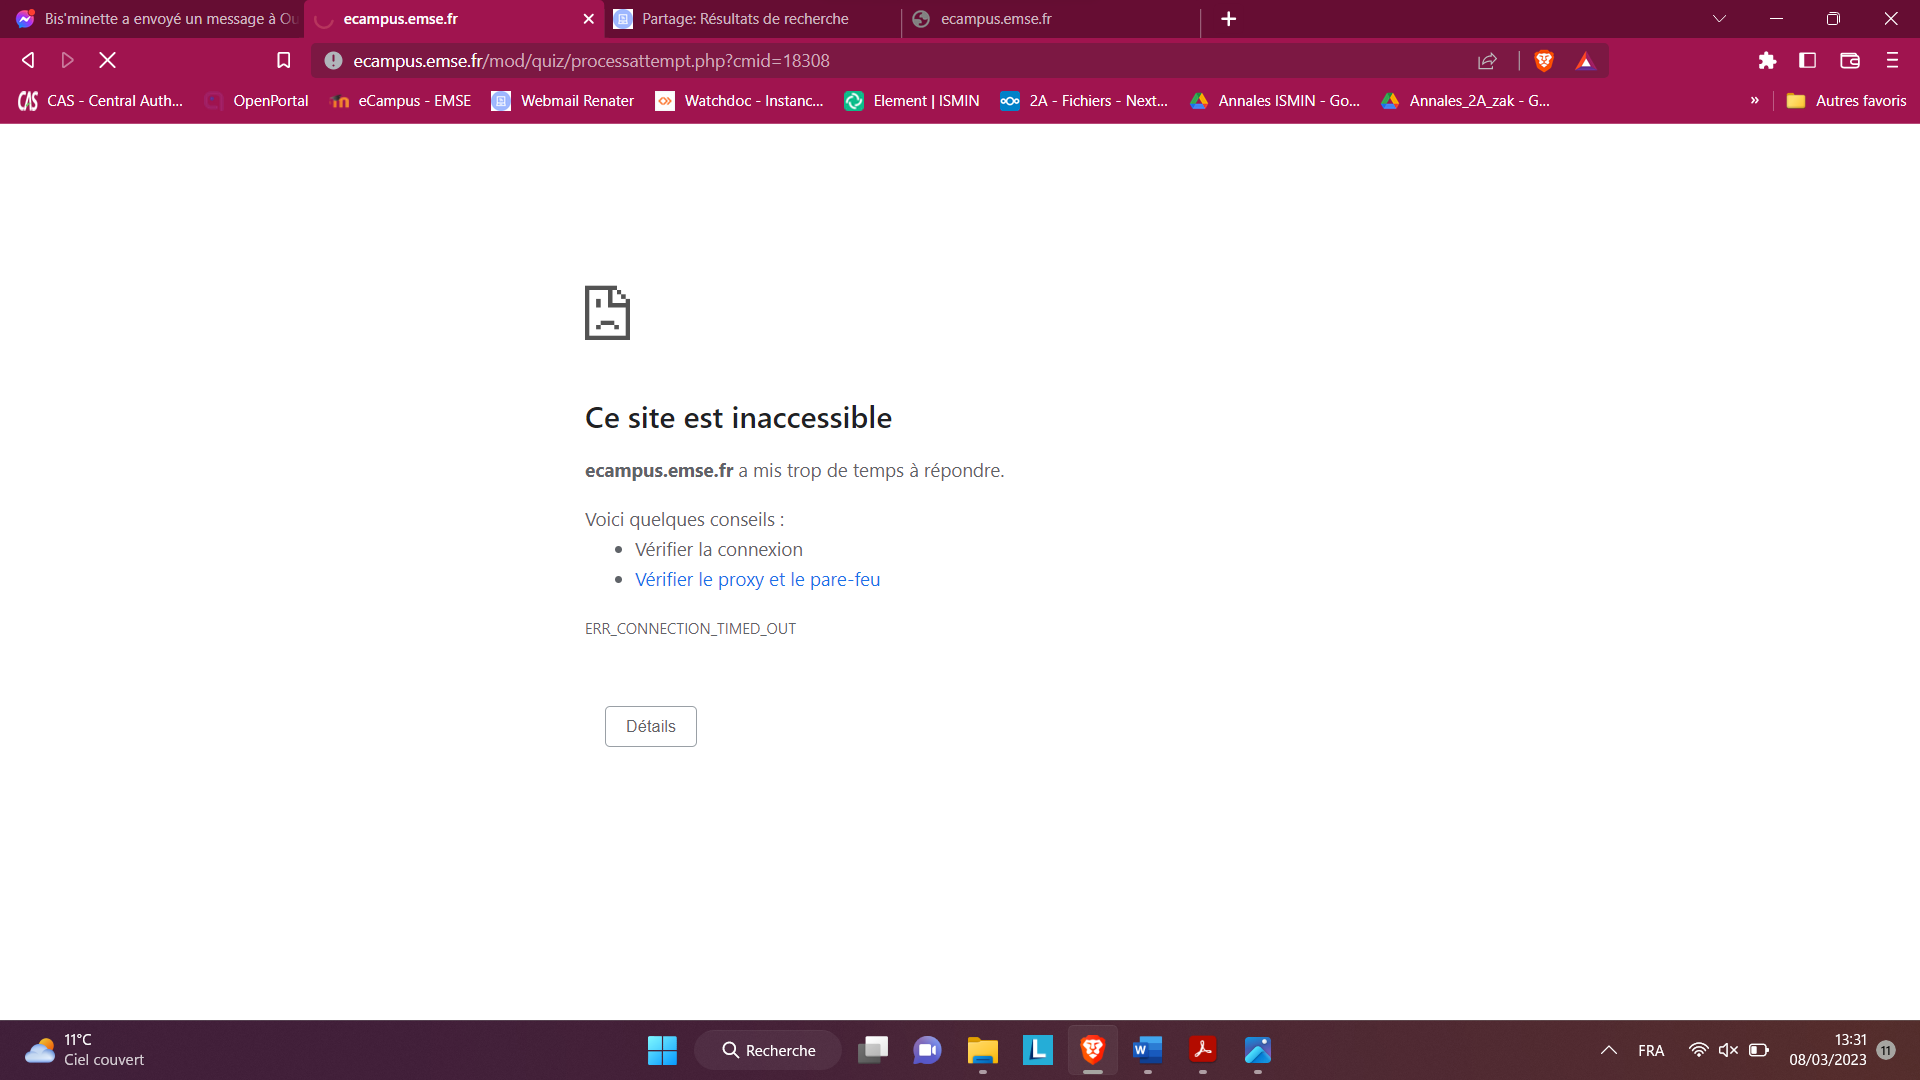 Bis'minette a envoyé un message à Ou
ecampus.emse.fr
Partage: Résultats de recherche
ecampus.emse.fr
ecampus.emse.fr/mod/quiz/processattempt.php?cmid=18308
CAS CAS - Central Auth...
OpenPortal
eCampus - EMSE
Webmail Renater
Watchdoc - Instanc...
Element | ISMIN
2A - Fichiers - Next...
Annales ISMIN - Go...
Annales_2A_zak - G...
»
Autres favoris
Ce site est inaccessible
ecampus.emse.fr a mis trop de temps à répondre.
Voici quelques conseils :
• Vérifier la connexion
• Vérifier le proxy et le pare-feu
ERR_CONNECTION_TIMED_OUT
Détails
11°C
Ciel couvert
Recherche
L
W
FRA
13:31
08/03/2023
11